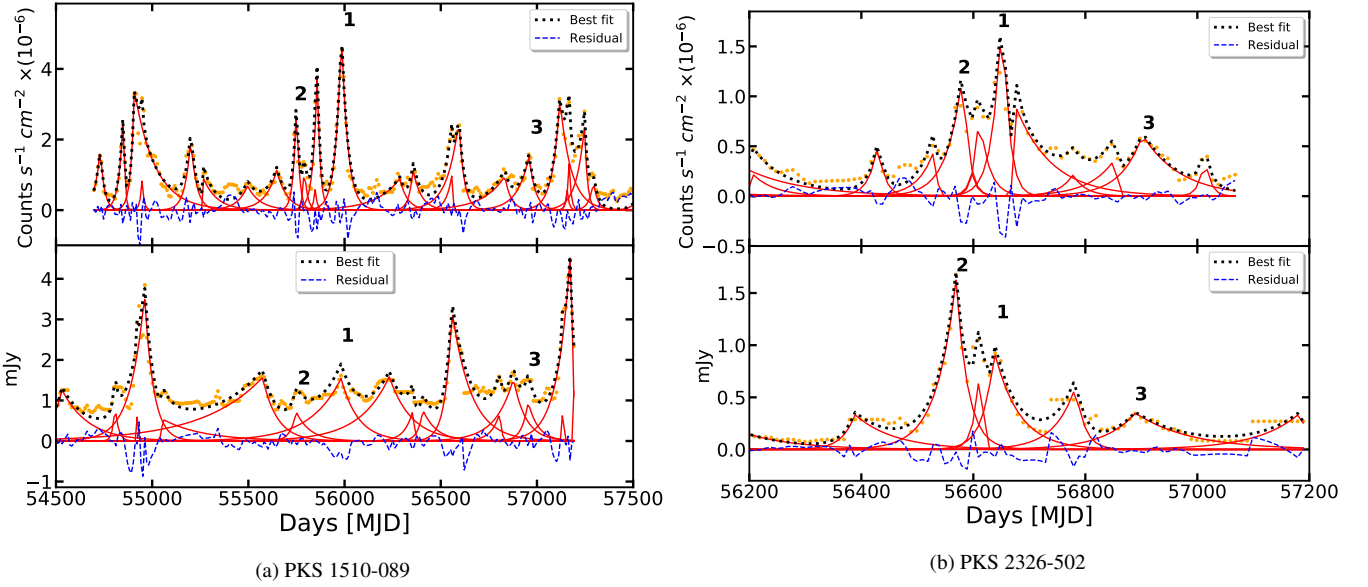 Counts s⁻¹ cm⁻² ×(10⁻⁶)
4
2
0
1
2
3
Best fit
Residual
mJy
4
3
2
1
0
−1
1
2
3
Best fit
Residual
54500 55000 55500 56000 56500 57000 57500
Days [MJD]
(a) PKS 1510-089
Counts s⁻¹ cm⁻² ×(10⁻⁶)
1.5
1.0
0.5
0.0
−0.5
1
2
3
Best fit
Residual
mJy
1.5
1.0
0.5
0.0
2
1
3
Best fit
Residual
56200 56400 56600 56800 57000 57200
Days [MJD]
(b) PKS 2326-502